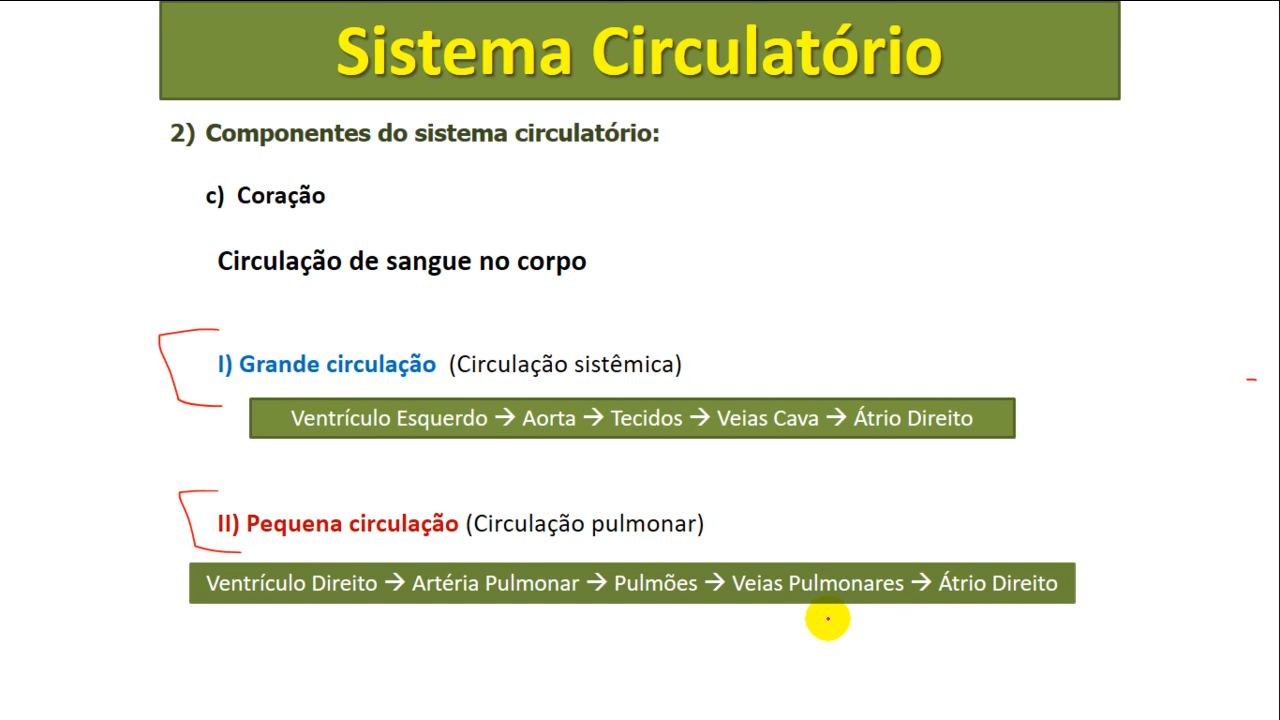 Sistema Circulatório
2) Componentes do sistema circulatório:
c) Coração
Circulação de sangue no corpo
I) Grande circulação (Circulação sistêmica)
Ventrículo Esquerdo → Aorta → Tecidos → Veias Cava → Átrio Direito
II) Pequena circulação (Circulação pulmonar)
Ventrículo Direito → Artéria Pulmonar → Pulmões → Veias Pulmonares → Átrio Direito